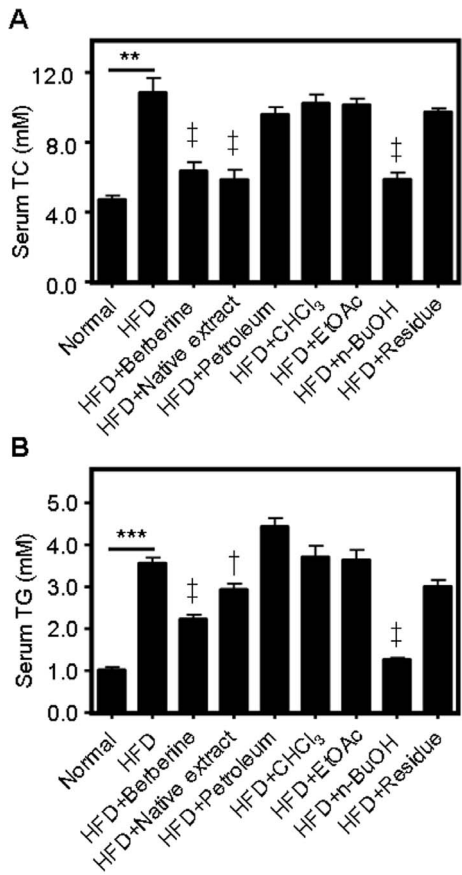 A
Serum TC (mM)
12.0
8.0
4.0
0.0
**
‡
‡
‡
Normal
HFD
HFD+Berberine
HFD+Native extract
HFD+Petroleum
HFD+CHCl₃
HFD+EtOAc
HFD+n-BuOH
HFD+Residue
B
Serum TG (mM)
5.0
4.0
3.0
2.0
1.0
0.0
***
‡
†
‡
Normal
HFD
HFD+Berberine
HFD+Native extract
HFD+Petroleum
HFD+CHCl₃
HFD+EtOAc
HFD+n-BuOH
HFD+Residue